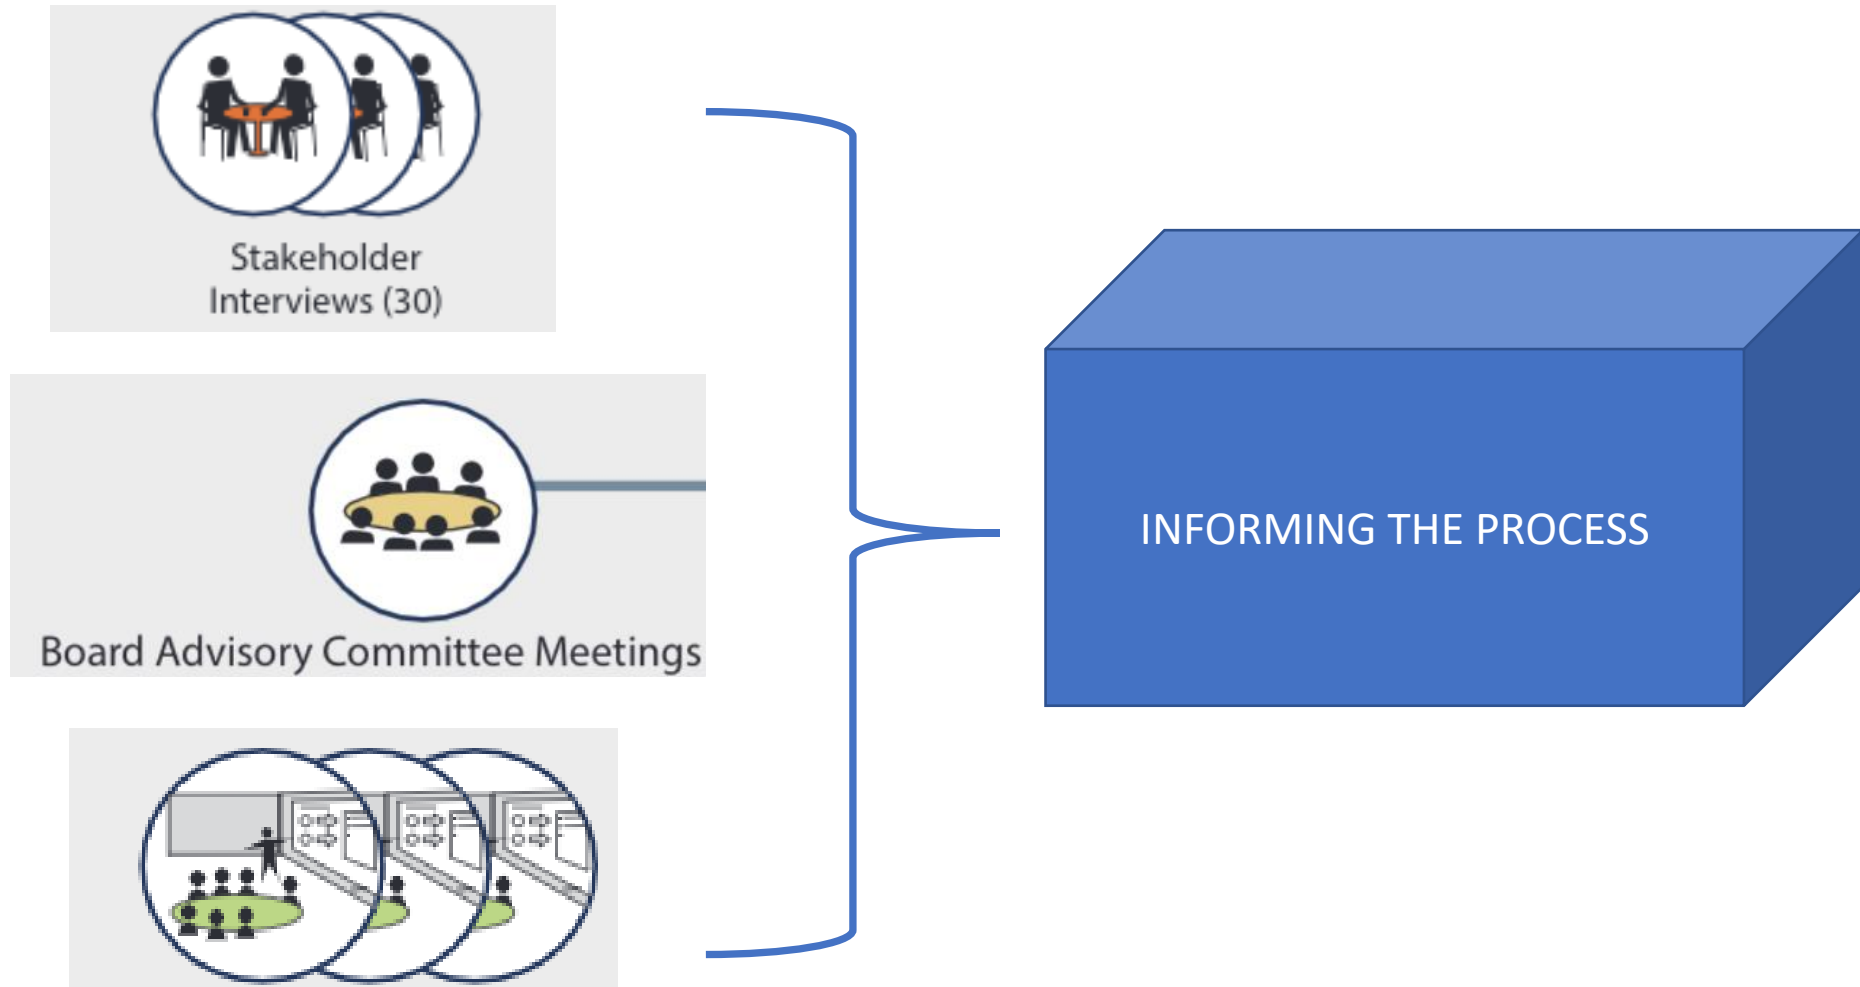 Stakeholder
Interviews (30)
Board Advisory Committee Meetings
INFORMING THE PROCESS